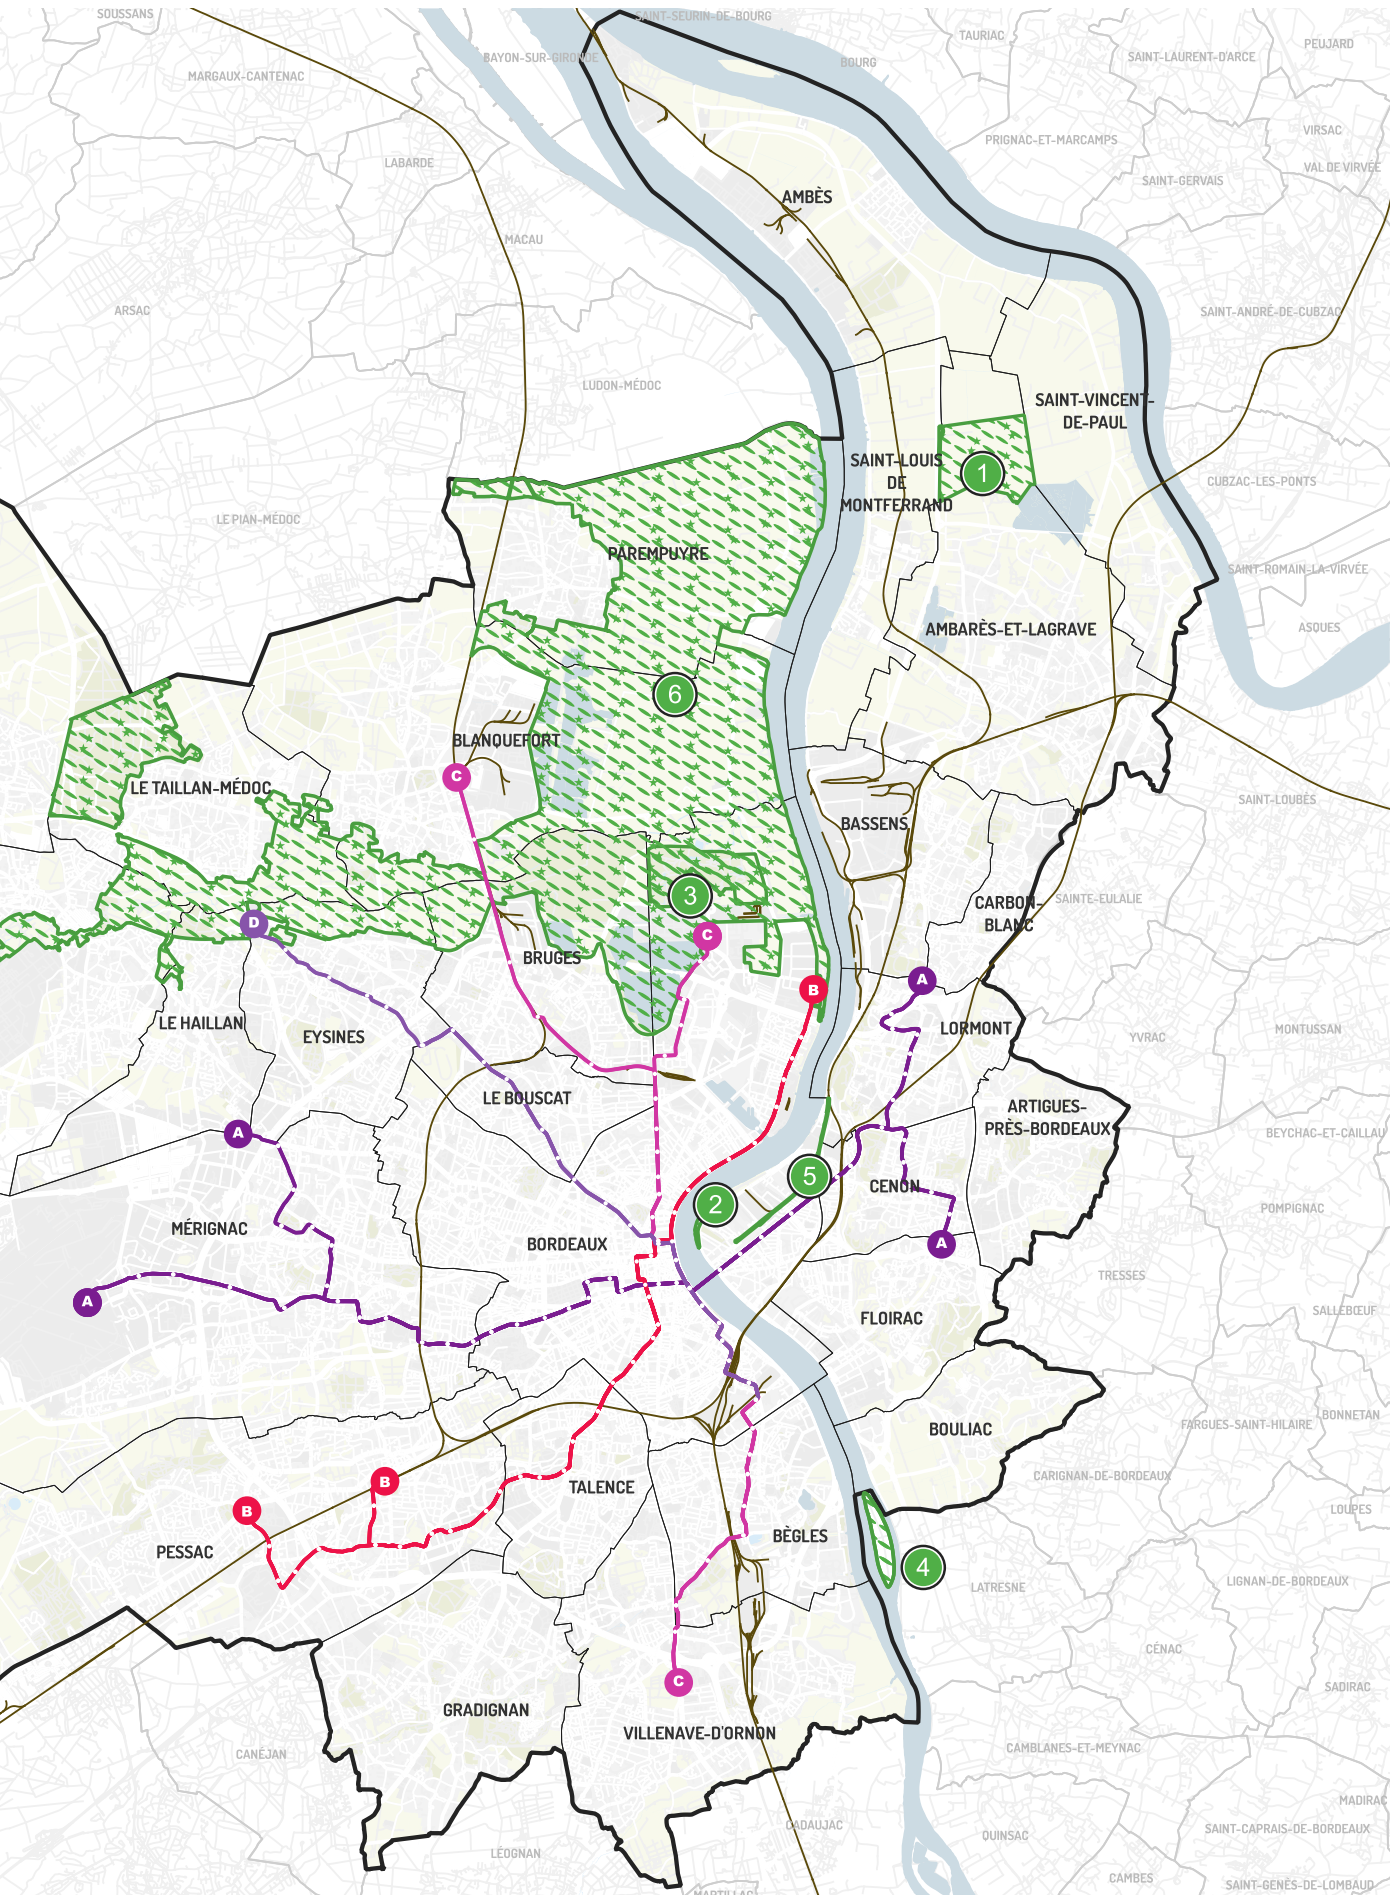 SOUSSANS
SAINT-SEURIN-DE-BOURG
TAURIAC
PEUJARD
SAINT-LAURENT-D'ARCE
BAYON-SUR-GIRONDE
BOURG
MARGAUX-CANTENAC
VIRSAC
PRIGNAC-ET-MARCAMPS
LABARDE
VAL DE VIRVÉE
SAINT-GERVAIS
AMBÈS
MACAU
ARSAC
SAINT-ANDRÉ-DE-CUBZAC
LUDON-MÉDOC
SAINT-VINCENT-
DE-PAUL
SAINT-LOUIS
DE
MONTFERRAND
1
CUBZAC-LES-PONTS
LE PIAN-MÉDOC
PAREMPUYRE
SAINT-ROMAIN-LA-VIRVÉE
ASQUES
AMBARÈS-ET-LAGRAVE
6
BLANQUEFORT
C
LE TAILLAN-MÉDOC
SAINT-LOUBÈS
BASSENS
3
SAINTE-EULALIE
CARBON-
BLANC
D
C
BRUGES
A
B
LE HAILLAN
EYSINES
LORMONT
YVRAC
MONTUSSAN
LE BOUSCAT
ARTIGUES-
PRÈS-BORDEAUX
A
BEYCHAC-ET-CAILLAU
5
CENON
2
POMPIGNAC
MÉRIGNAC
BORDEAUX
A
TRESSES
A
SALLEBŒUF
FLOIRAC
BONNETAN
FARGUES-SAINT-HILAIRE
BOULIAC
CARIGNAN-DE-BORDEAUX
B
TALENCE
B
LOUPES
BÈGLES
PESSAC
4
LATRESNE
LIGNAN-DE-BORDEAUX
CÉNAC
C
SADIRAC
GRADIGNAN
VILLENAVE-D'ORNON
CANÉJAN
CAMBLANES-ET-MEYNAC
MADIRAC
CADAUJAC
QUINSAC
SAINT-CAPRAIS-DE-BORDEAUX
LÉOGNAN
CAMBES
SAINT-GENÈS-DE-LOMBAUD
MARTILLAC